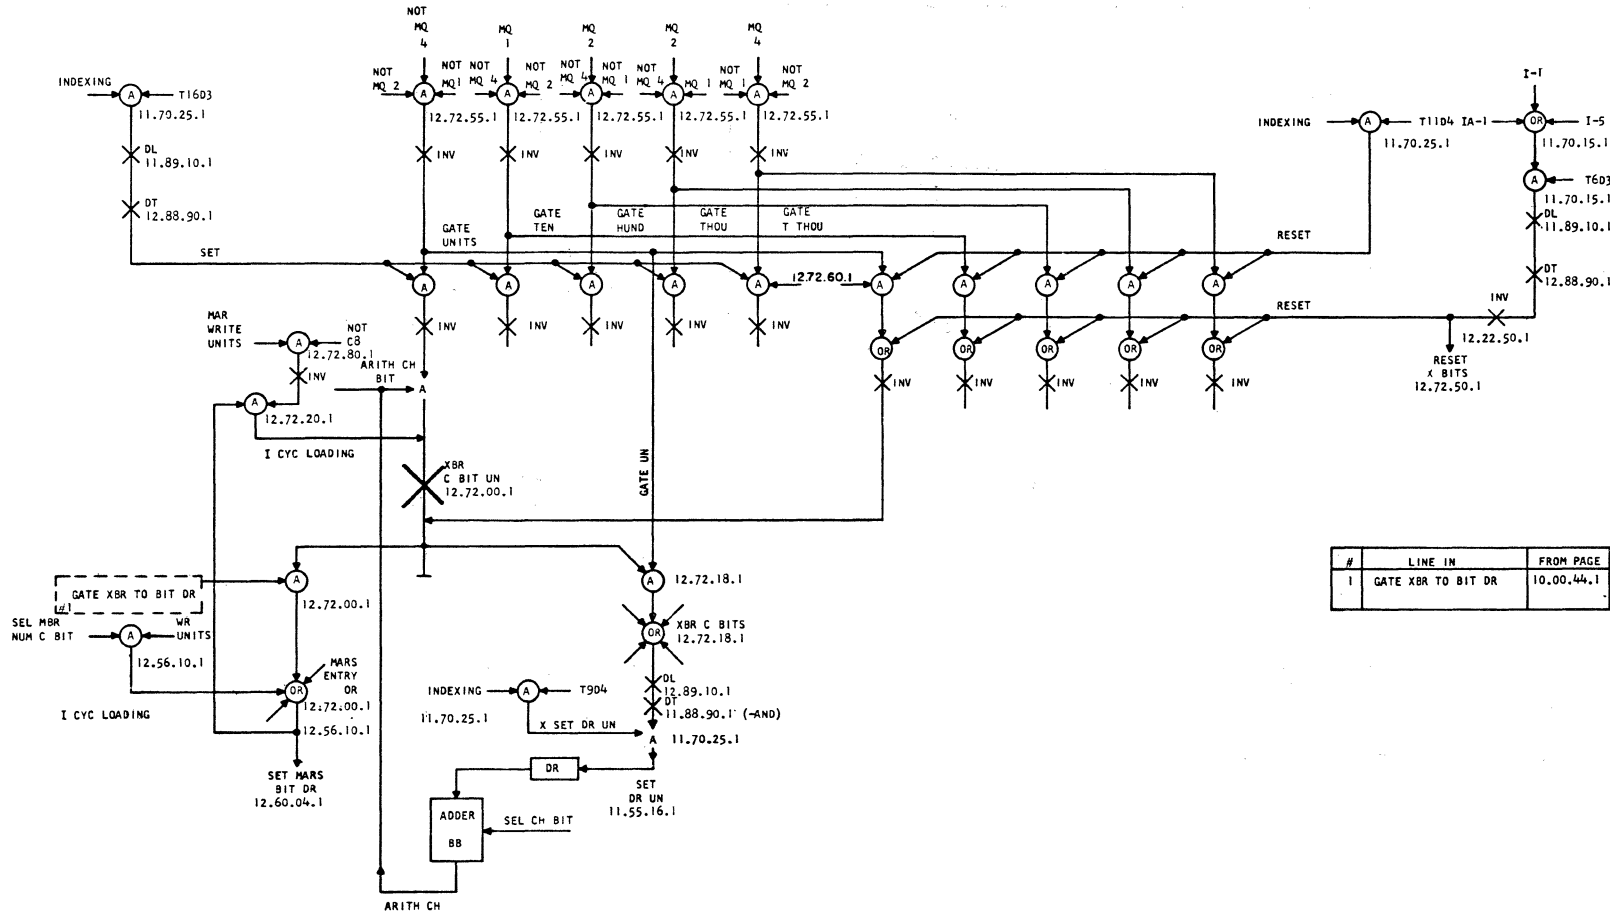 NOT
MQ
4
MQ
1
MQ
2
MQ
2
MQ
4
I-1
INDEXING
A
T16D3
11.70.25.1
NOT
MQ 2
A
NOT
MQ1
NOT
MQ 4
A
NOT
MQ 2
NOT
MQ 4
A
NOT
MQ 1
NOT
MQ 4
A
MQ 1
NOT
MQ 1
A
NOT
MQ 2
12.72.55.1
12.72.55.1
12.72.55.1
12.72.55.1
12.72.55.1
INDEXING
A
T11D4
11.70.25.1
IA-1
OR
I-5
11.70.15.1
DL
11.89.10.1
INV
INV
INV
INV
INV
A
T6D3
11.70.15.1
DT
12.88.90.1
DL
11.89.10.1
GATE
UNITS
GATE
TEN
GATE
HUND
GATE
THOU
GATE
T THOU
SET
RESET
A
A
A
A
A
12.72.60.1
A
A
A
A
A
DT
12.88.90.1
INV
INV
INV
INV
INV
RESET
INV
12.22.50.1
MAR
WRITE
UNITS
A
NOT
C8
12.72.80.1
OR
OR
OR
OR
OR
RESET
X BITS
12.72.50.1
INV
ARITH CH
BIT
A
INV
INV
INV
INV
INV
A
12.72.20.1
I CYC LOADING
XBR
C BIT UN
12.72.00.1
GATE UN
GATE XBR TO BIT DR
#1
A
12.72.00.1
A
12.72.18.1
# LINE IN FROM PAGE
1 GATE XBR TO BIT DR 10.00.44.1
SEL MBR
NUM C BIT
A
WR
UNITS
12.56.10.1
OR
XBR C BITS
12.72.18.1
MARS
ENTRY
OR
OR
12.72.00.1
12.56.10.1
I CYC LOADING
INDEXING
A
T9D4
11.70.25.1
DL
12.89.10.1
DT
11.88.90.1 (-AND)
X SET DR UN
A
11.70.25.1
SET MARS
BIT DR
12.60.04.1
DR
SET
DR UN
11.55.16.1
ADDER
BB
SEL CH BIT
ARITH CH